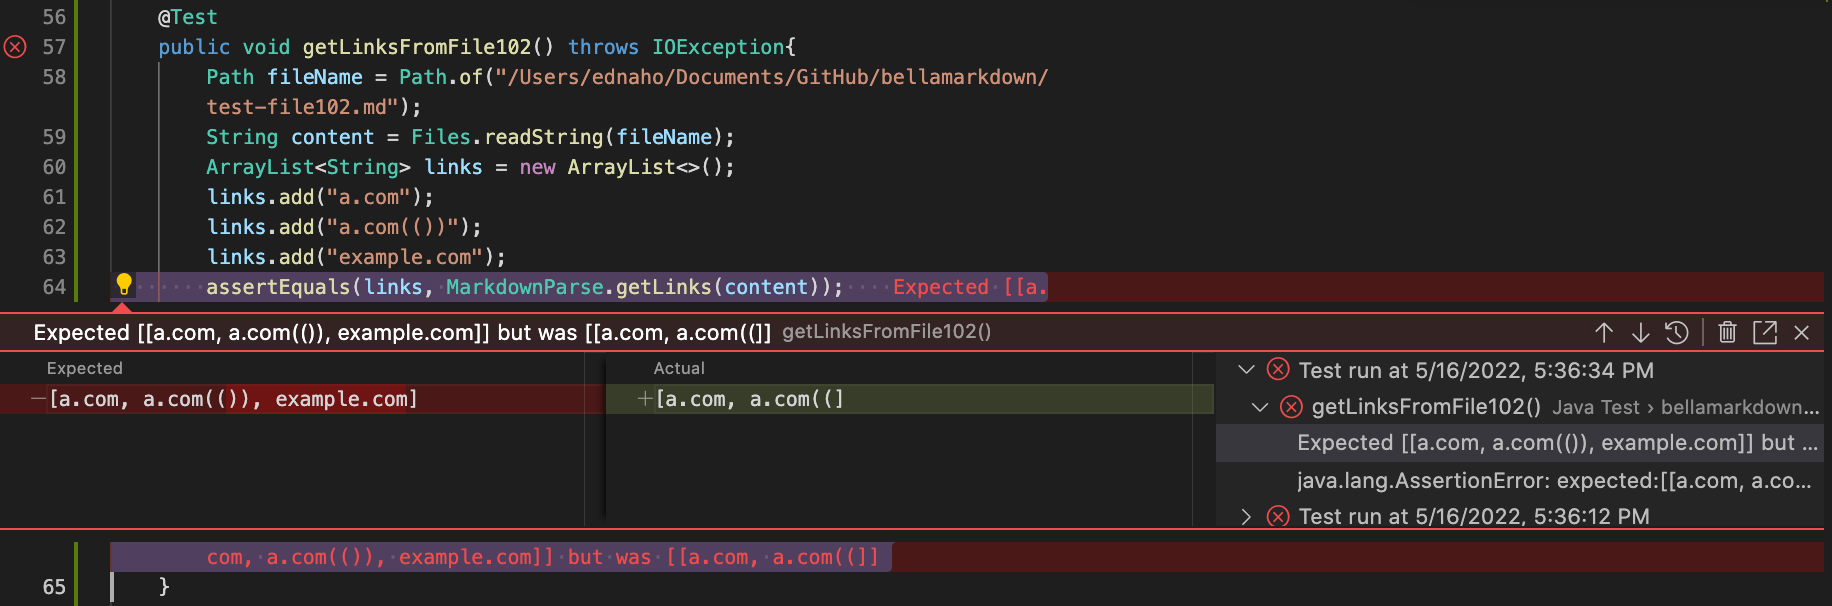 56 @Test
57 public void getLinksFromFile102() throws IOException{
58 Path fileName = Path.of("/Users/ednaho/Documents/GitHub/bellamarkdown/
test-file102.md");
59 String content = Files.readString(fileName);
60 ArrayList<String> links = new ArrayList<>();
61 links.add("a.com");
62 links.add("a.com(())");
63 links.add("example.com");
64 assertEquals(links, MarkdownParse.getLinks(content)); Expected [[a.
Expected [[a.com, a.com(()), example.com]] but was [[a.com, a.com((]] getLinksFromFile102()
Expected
[a.com, a.com(()), example.com]
Actual
[a.com, a.com((]
Test run at 5/16/2022, 5:36:34 PM
getLinksFromFile102() Java Test › bellamarkdown...
Expected [[a.com, a.com(()), example.com]] but ...
java.lang.AssertionError: expected:[[a.com, a.co...
Test run at 5/16/2022, 5:36:12 PM
com, a.com(()), example.com]] but was [[a.com, a.com((]]
65 }